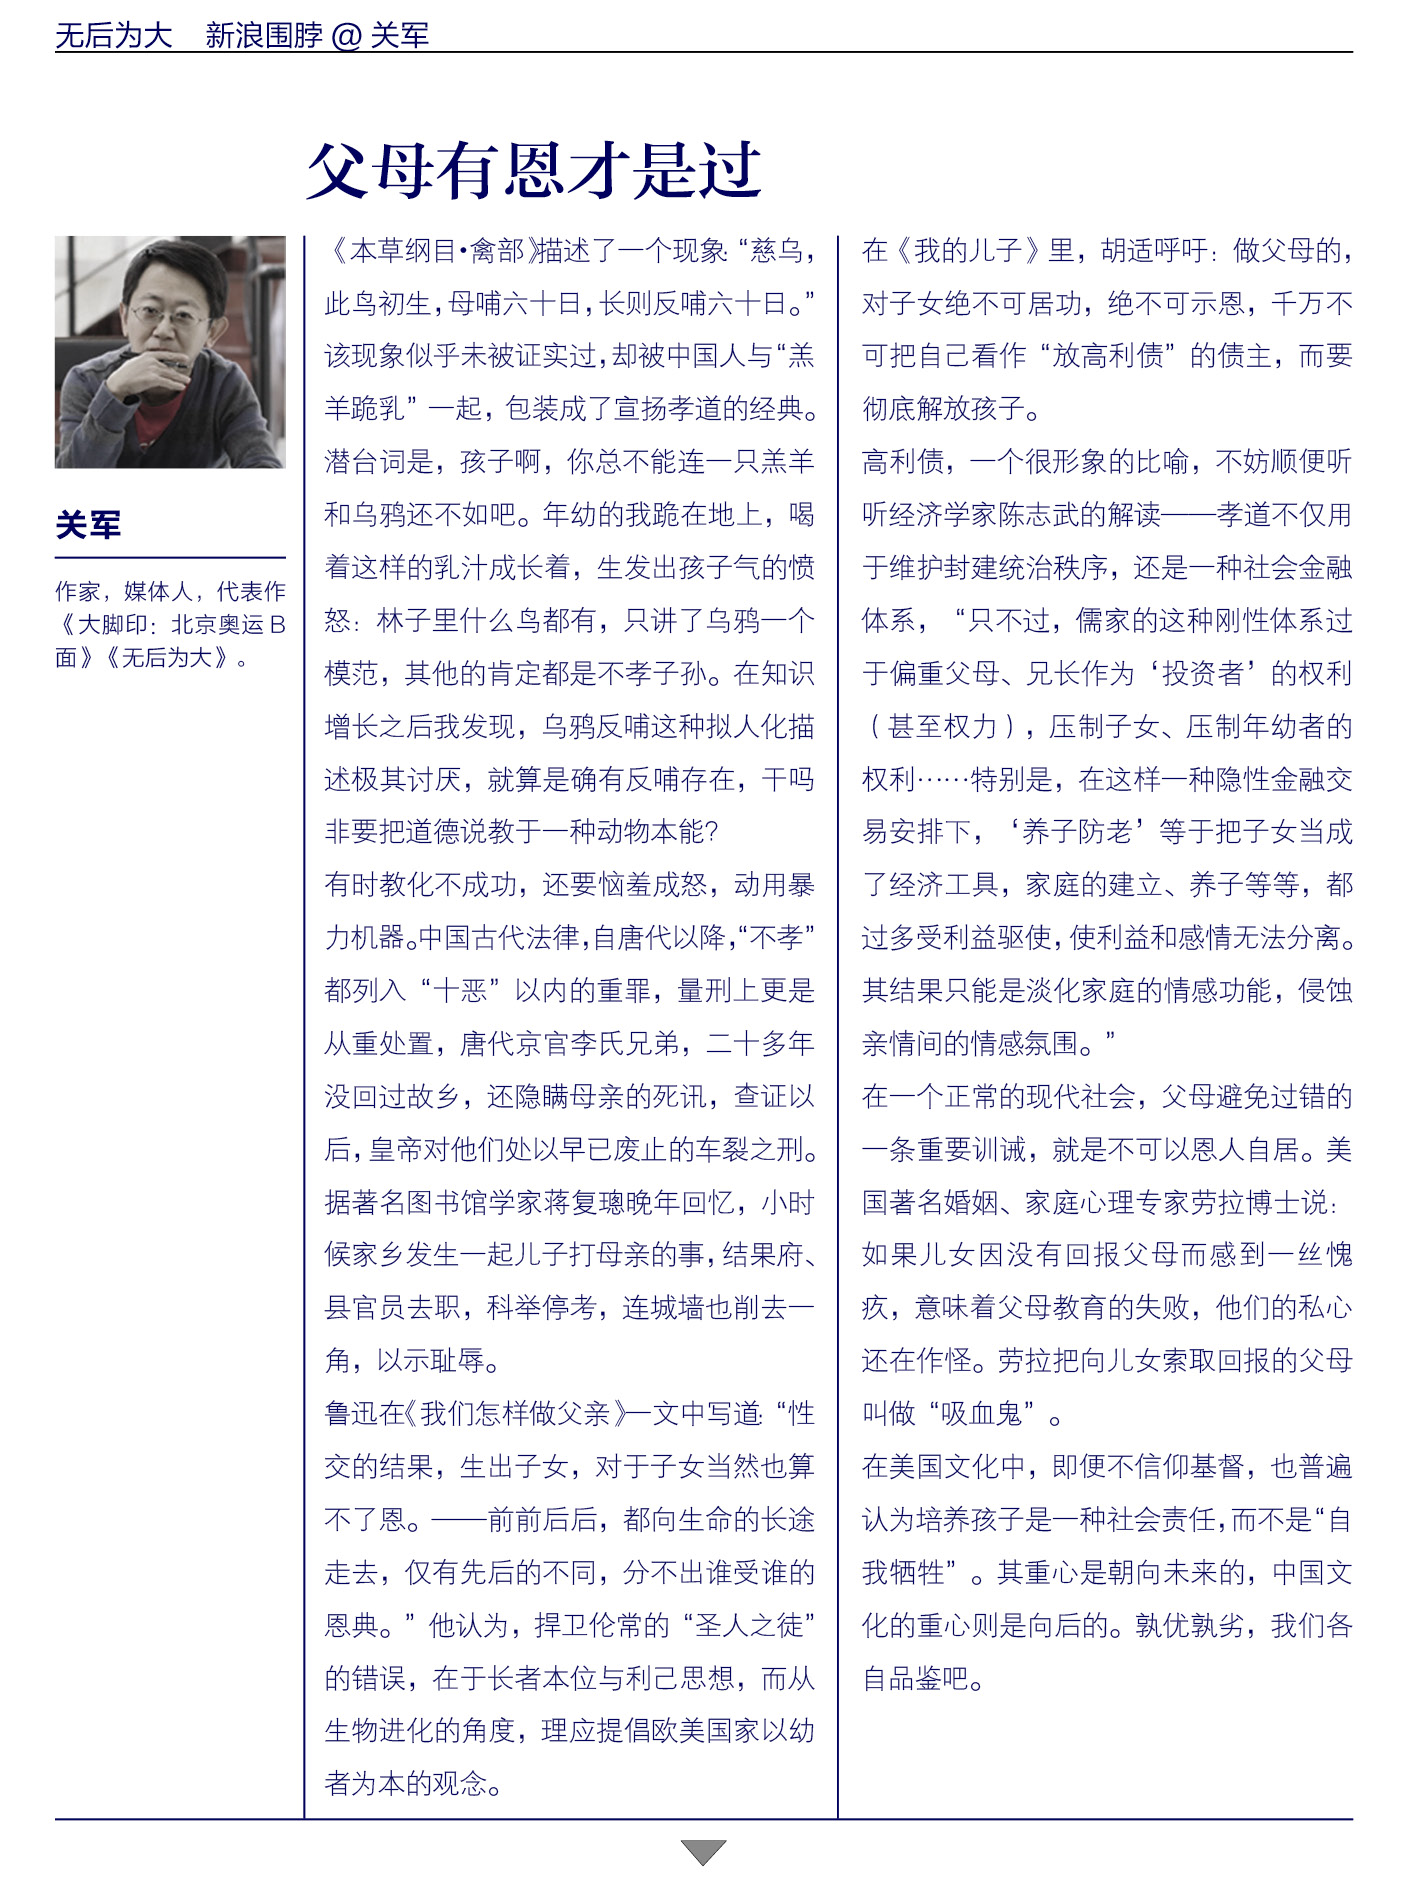 无后为大 新浪围脖 @ 关军
父母有恩才是过
关军
作家，媒体人，代表作
《大脚印：北京奥运 B
面》《无后为大》。
《本草纲目·禽部》描述了一个现象：“慈乌，
此鸟初生，母哺六十日，长则反哺六十日。”
该现象似乎未被证实过，却被中国人与“羔
羊跪乳”一起，包装成了宣扬孝道的经典。
潜台词是，孩子啊，你总不能连一只羔羊
和乌鸦还不如吧。年幼的我跪在地上，喝
着这样的乳汁成长着，生发出孩子气的愤
怒：林子里什么鸟都有，只讲了乌鸦一个
模范，其他的肯定都是不孝子孙。在知识
增长之后我发现，乌鸦反哺这种拟人化描
述极其讨厌，就算是确有反哺存在，干吗
非要把道德说教于一种动物本能？
有时教化不成功，还要恼羞成怒，动用暴
力机器。中国古代法律，自唐代以降，“不孝”
都列入“十恶”以内的重罪，量刑上更是
从重处置，唐代京官李氏兄弟，二十多年
没回过故乡，还隐瞒母亲的死讯，查证以
后，皇帝对他们处以早已废止的车裂之刑。
据著名图书馆学家蒋复璁晚年回忆，小时
候家乡发生一起儿子打母亲的事，结果府、
县官员去职，科举停考，连城墙也削去一
角，以示耻辱。
鲁迅在《我们怎样做父亲》一文中写道：“性
交的结果，生出子女，对于子女当然也算
不了恩。——前前后后，都向生命的长途
走去，仅有先后的不同，分不出谁受谁的
恩典。”他认为，捍卫伦常的“圣人之徒”
的错误，在于长者本位与利己思想，而从
生物进化的角度，理应提倡欧美国家以幼
者为本的观念。
在《我的儿子》里，胡适呼吁：做父母的，
对子女绝不可居功，绝不可示恩，千万不
可把自己看作“放高利债”的债主，而要
彻底解放孩子。
高利债，一个很形象的比喻，不妨顺便听
听经济学家陈志武的解读——孝道不仅用
于维护封建统治秩序，还是一种社会金融
体系，“只不过，儒家的这种刚性体系过
于偏重父母、兄长作为‘投资者’的权利
（甚至权力），压制子女、压制年幼者的
权利……特别是，在这样一种隐性金融交
易安排下，‘养子防老’等于把子女当成
了经济工具，家庭的建立、养子等等，都
过多受利益驱使，使利益和感情无法分离。
其结果只能是淡化家庭的情感功能，侵蚀
亲情间的情感氛围。”
在一个正常的现代社会，父母避免过错的
一条重要训诫，就是不可以恩人自居。美
国著名婚姻、家庭心理专家劳拉博士说：
如果儿女因没有回报父母而感到一丝愧
疚，意味着父母教育的失败，他们的私心
还在作怪。劳拉把向儿女索取回报的父母
叫做“吸血鬼”。
在美国文化中，即便不信仰基督，也普遍
认为培养孩子是一种社会责任，而不是“自
我牺牲”。其重心是朝向未来的，中国文
化的重心则是向后的。孰优孰劣，我们各
自品鉴吧。